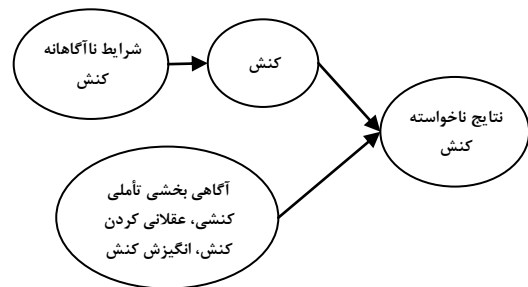 شرایط ناآگاهانه
کنش
کنش
نتایج ناخواسته
کنش
آگاهی بخشی تأملی
کنشی، عقلانی کردن
کنش، انگیزش کنش